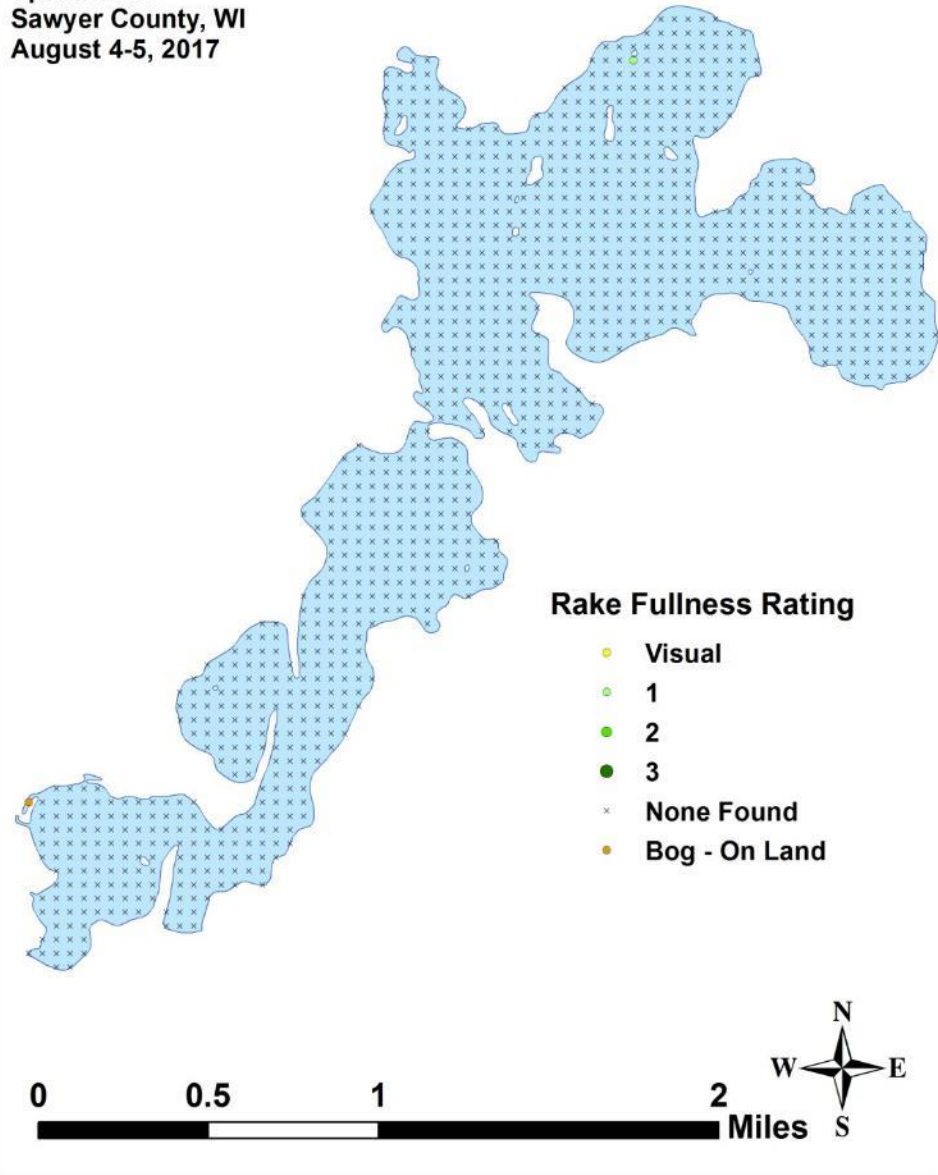 Sawyer County, WI
August 4-5, 2017
Rake Fullness Rating
Visual
1
2
3
None Found
Bog - On Land
N
W E
S
0 0.5 1 2
Miles